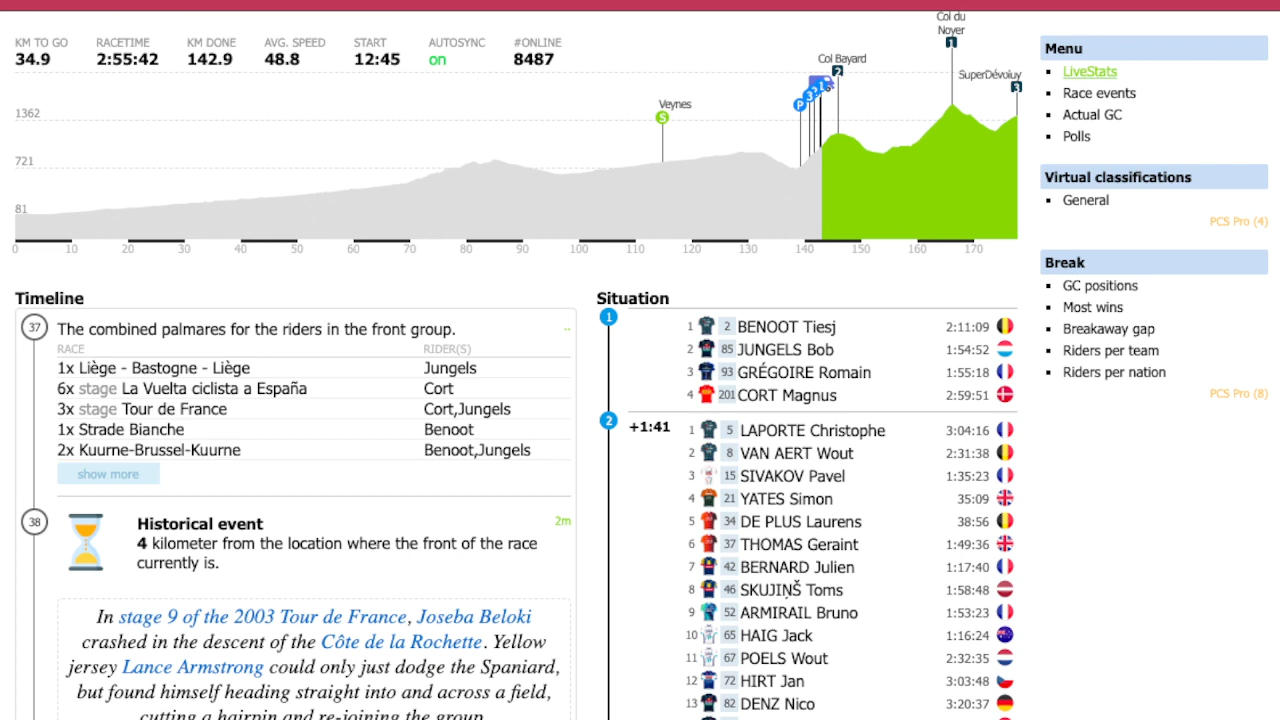 KM TO GO RACETIME KM DONE AVG. SPEED START AUTOSYNC #ONLINE
34.9 2:55:42 142.9 48.8 12:45 on 8487
Col du
Noyer
1
Col Bayard
2
SuperDévoluy
3
Veynes
S
P
3
2
1
1362
721
81
0 10 20 30 40 50 60 70 80 90 100 110 120 130 140 150 160 170
Menu
LiveStats
Race events
Actual GC
Polls
Virtual classifications
General
PCS Pro (4)
Break
GC positions
Most wins
Breakaway gap
Riders per team
Riders per nation
PCS Pro (8)
Timeline
37 The combined palmares for the riders in the front group.
RACE RIDER(S)
1x Liège - Bastogne - Liège Jungels
6x stage La Vuelta ciclista a España Cort
3x stage Tour de France Cort,Jungels
1x Strade Bianche Benoot
2x Kuurne-Brussel-Kuurne Benoot,Jungels
show more
38 Historical event 2m
4 kilometer from the location where the front of the race
currently is.
In stage 9 of the 2003 Tour de France, Joseba Beloki
crashed in the descent of the Côte de la Rochette. Yellow
jersey Lance Armstrong could only just dodge the Spaniard,
but found himself heading straight into and across a field,
cutting a hairpin and re-joining the group.
Situation
1
1 2 BENOOT Tiesj 2:11:09
2 85 JUNGELS Bob 1:54:52
3 93 GRÉGOIRE Romain 1:55:18
4 201 CORT Magnus 2:59:51
2 +1:41
1 5 LAPORTE Christophe 3:04:16
2 8 VAN AERT Wout 2:31:38
3 15 SIVAKOV Pavel 1:35:23
4 21 YATES Simon 35:09
5 34 DE PLUS Laurens 38:56
6 37 THOMAS Geraint 1:49:36
7 42 BERNARD Julien 1:17:40
8 46 SKUJIŅŠ Toms 1:58:48
9 52 ARMIRAIL Bruno 1:53:23
10 65 HAIG Jack 1:16:24
11 67 POELS Wout 2:32:35
12 72 HIRT Jan 3:03:48
13 82 DENZ Nico 3:20:37